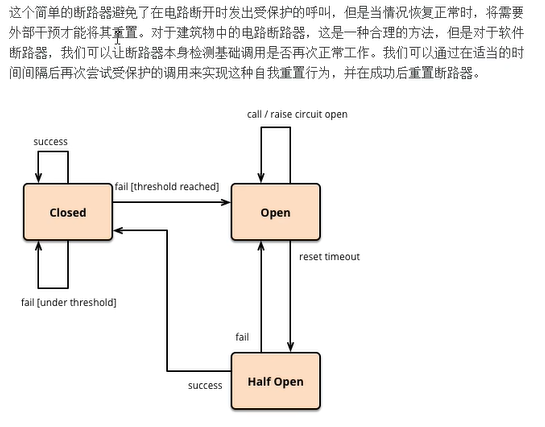 这个简单的断路器避免了在电路断开时发出受保护的呼叫，但是当情况恢复正常时，将需要
外部干预才能将其重置。对于建筑物中的电路断路器，这是一种合理的方法，但是对于软件
断路器，我们可以让断路器本身检测基础调用是否再次正常工作。我们可以通过在适当的时
间间隔后再次尝试受保护的调用来实现这种自我重置行为，并在成功后重置断路器。
call / raise circuit open
success
fail [threshold reached]
Closed
Open
reset timeout
fail [under threshold]
fail
success
Half Open